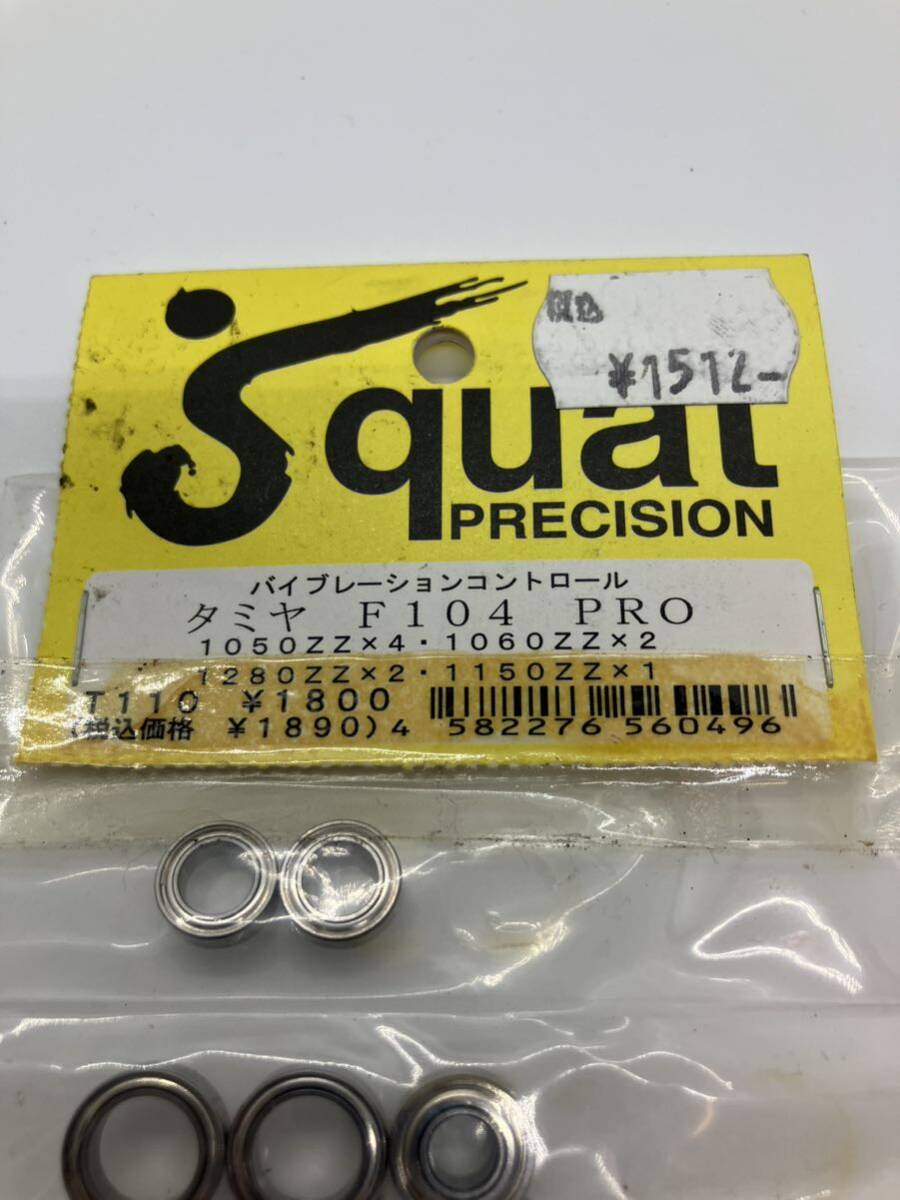 税込
¥1512-
Squat
PRECISION
バイブレーションコントロール
タミヤ F104 PRO
1050ZZ×4・1060ZZ×2
1280ZZ×2・1150ZZ×1
T110 ¥1800
(税込価格 ¥1890)
4 582276 560496